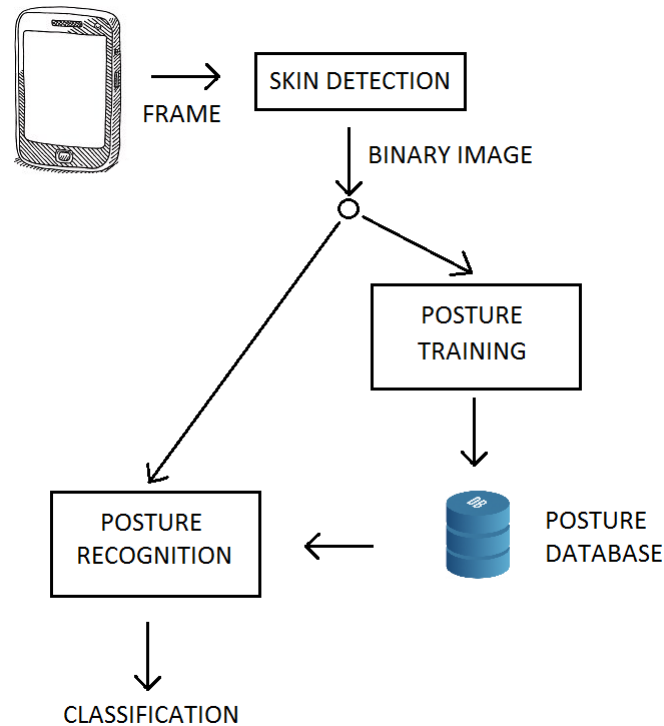 SKIN DETECTION
FRAME
BINARY IMAGE
POSTURE
TRAINING
DB
POSTURE
DATABASE
POSTURE
RECOGNITION
CLASSIFICATION